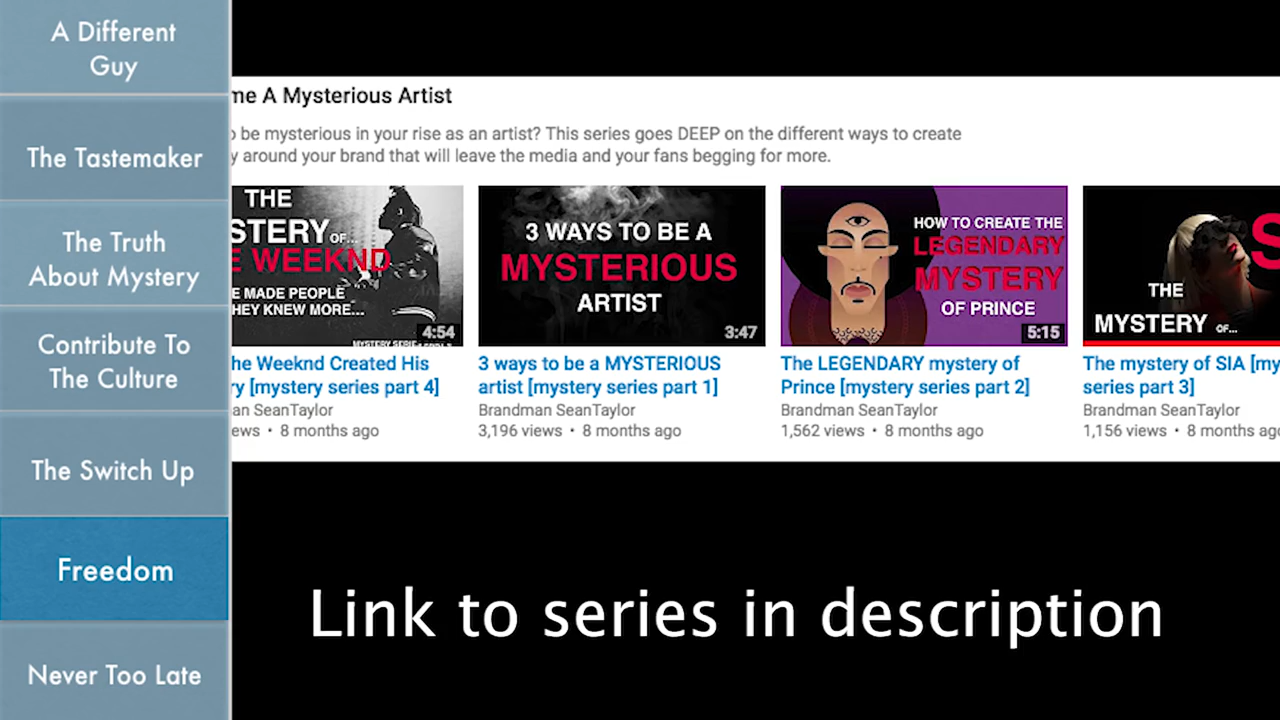 A Different
Guy
The Tastemaker
The Truth
About Mystery
Contribute To
The Culture
The Switch Up
Freedom
Never Too Late
me A Mysterious Artist
be mysterious in your rise as an artist? This series goes DEEP on the different ways to create
y around your brand that will leave the media and your fans begging for more.
THE
STERY OF...
E WEEKND
E MADE PEOPLE
HEY KNEW MORE...
4:54
he Weeknd Created His
ry [mystery series part 4]
an SeanTaylor
ews • 8 months ago
3 WAYS TO BE A
MYSTERIOUS
ARTIST
3:47
3 ways to be a MYSTERIOUS
artist [mystery series part 1]
Brandman SeanTaylor
3,196 views • 8 months ago
HOW TO CREATE THE
LEGENDARY
MYSTERY
OF PRINCE
5:15
The LEGENDARY mystery of
Prince [mystery series part 2]
Brandman SeanTaylor
1,562 views • 8 months ago
S
THE
MYSTERY OF...
The mystery of SIA [my
series part 3]
Brandman SeanTaylor
1,156 views • 8 months ag
Link to series in description